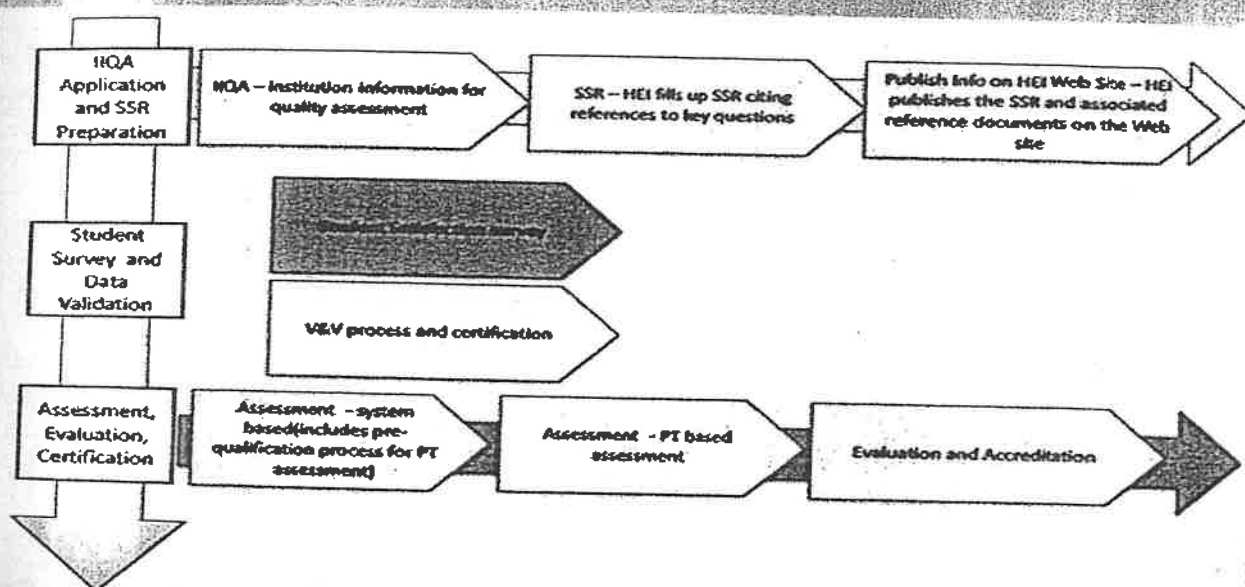 IIQA
Application
and SSR
Preparation
IIQA – Institution information for
quality assessment
SSR – HEI fills up SSR citing
references to key questions
Publish Info on HEI Web Site – HEI
publishes the SSR and associated
reference documents on the Web
site
Student
Survey and
Data
Validation
Student Satisfaction Survey
V&V process and certification
Assessment,
Evaluation,
Certification
Assessment - system
based(includes pre-
qualification process for PT
assessment)
Assessment - PT based
assessment
Evaluation and Accreditation